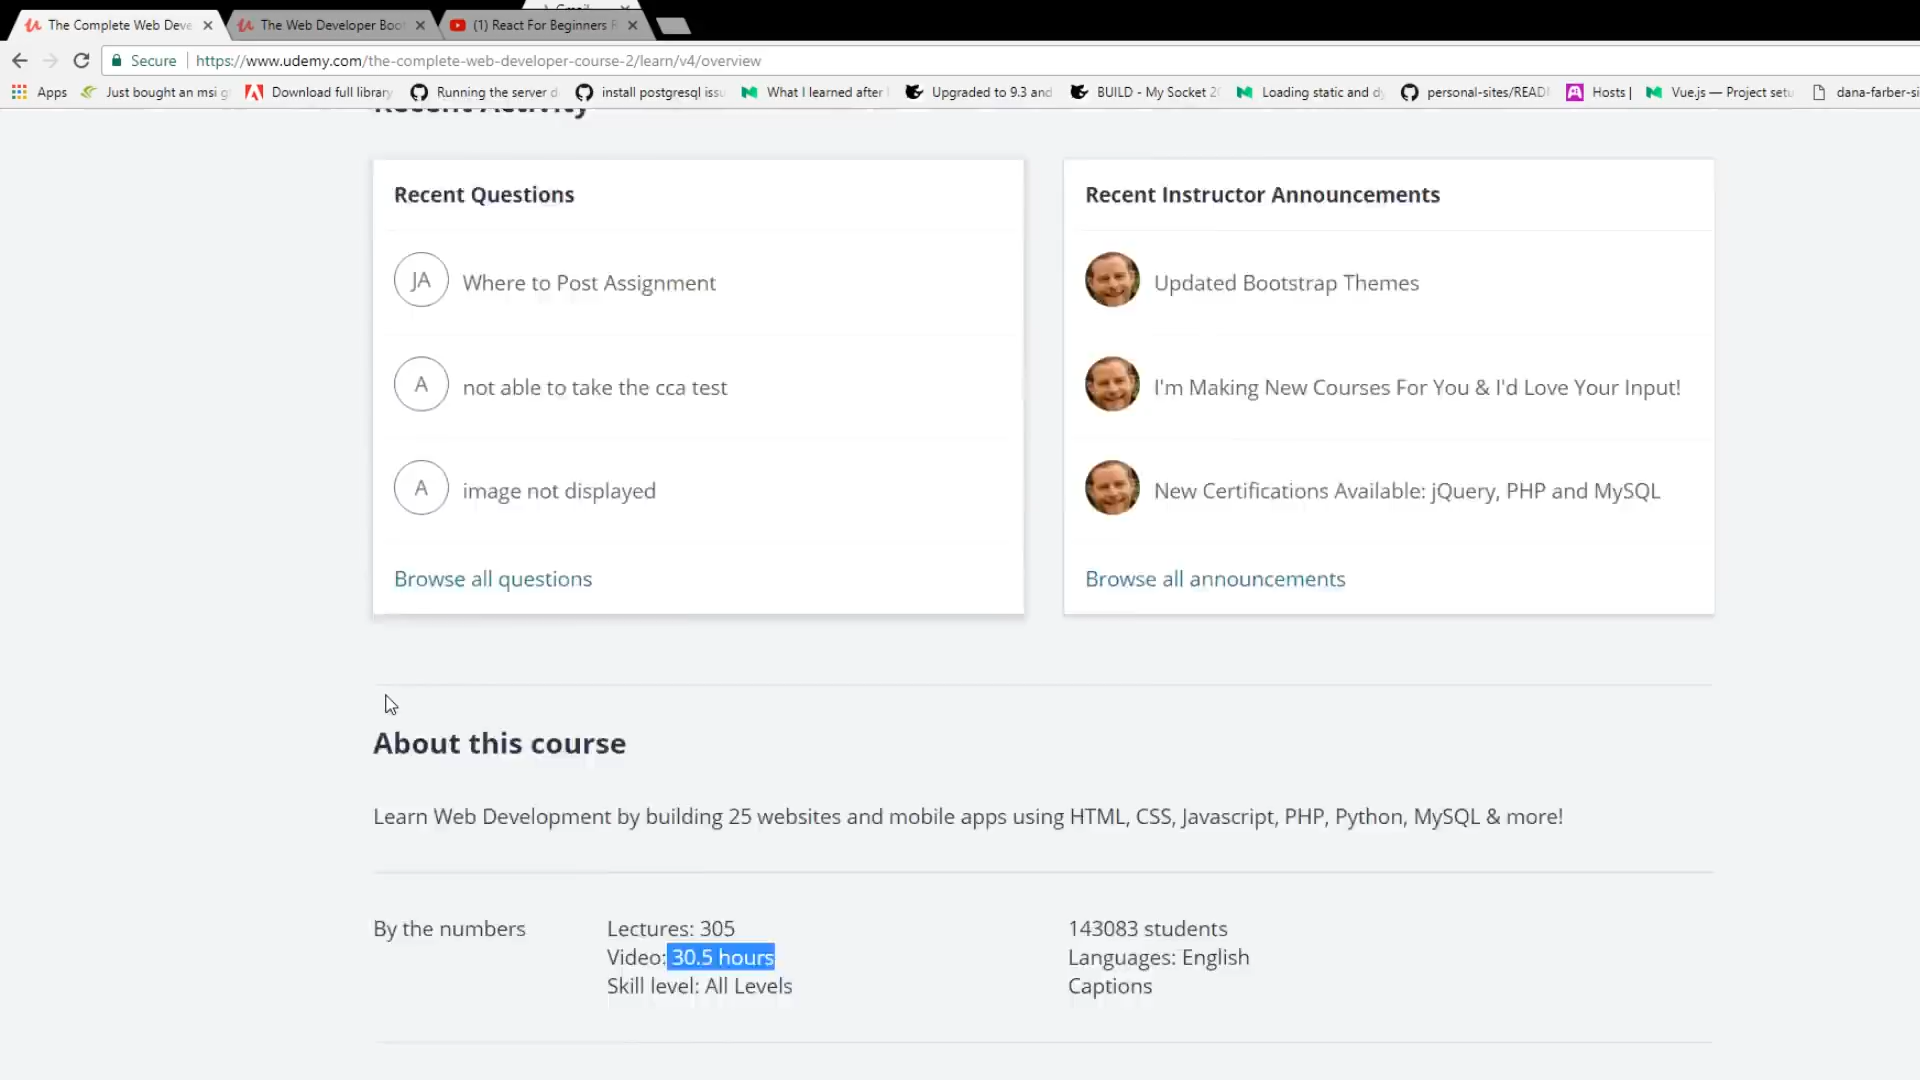 The Complete Web Deve
The Web Developer Boot
(1) React For Beginners
Secure
https://www.udemy.com/the-complete-web-developer-course-2/learn/v4/overview
Apps
Just bought an msi g
Download full library
Running the server d
install postgresql issu
What I learned after
Upgraded to 9.3 and
BUILD - My Socket 2
Loading static and dy
personal-sites/READI
Hosts |
Vue.js — Project setu
dana-farber-si
Recent Activity
Recent Questions
JA
Where to Post Assignment
A
not able to take the cca test
A
image not displayed
Browse all questions
Recent Instructor Announcements
Updated Bootstrap Themes
I'm Making New Courses For You & I'd Love Your Input!
New Certifications Available: jQuery, PHP and MySQL
Browse all announcements
About this course
Learn Web Development by building 25 websites and mobile apps using HTML, CSS, Javascript, PHP, Python, MySQL & more!
By the numbers
Lectures: 305
Video: 30.5 hours
Skill level: All Levels
143083 students
Languages: English
Captions